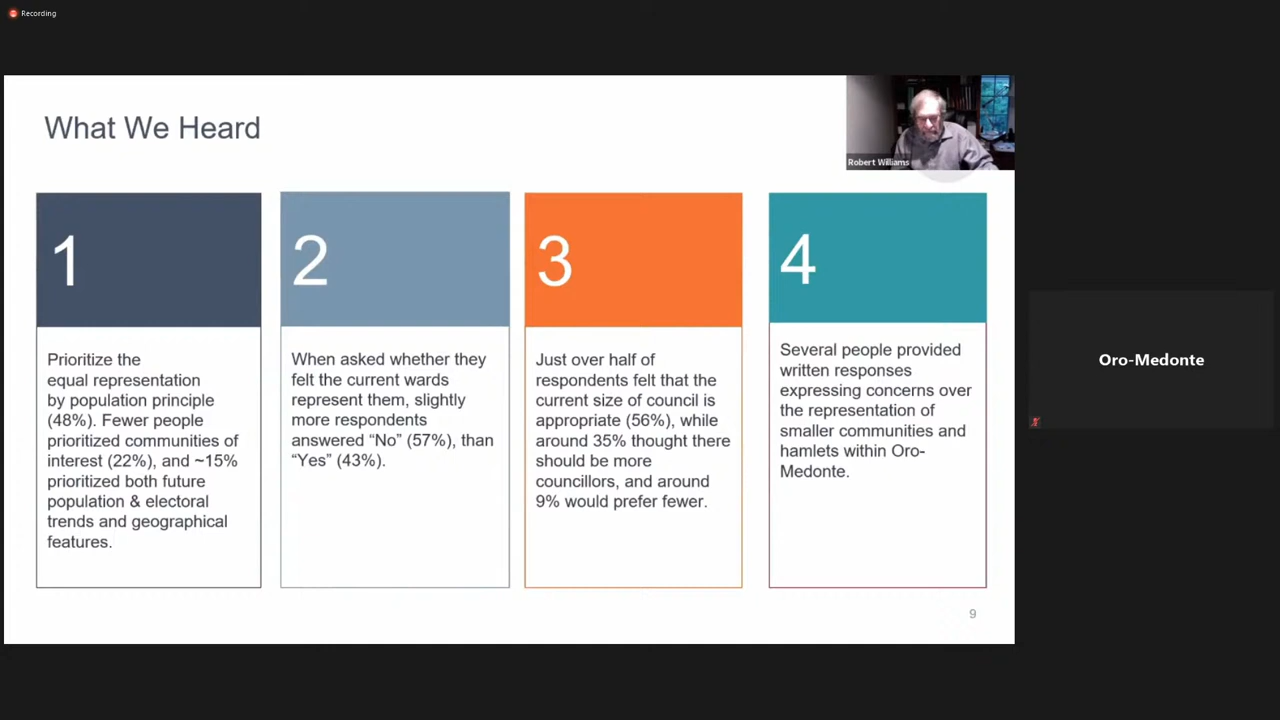 Recording
What We Heard
Robert Williams
1
Prioritize the
equal representation
by population principle
(48%). Fewer people
prioritized communities of
interest (22%), and ~15%
prioritized both future
population & electoral
trends and geographical
features.
2
When asked whether they
felt the current wards
represent them, slightly
more respondents
answered “No” (57%), than
“Yes” (43%).
3
Just over half of
respondents felt that the
current size of council is
appropriate (56%), while
around 35% thought there
should be more
councillors, and around
9% would prefer fewer.
4
Several people provided
written responses
expressing concerns over
the representation of
smaller communities and
hamlets within Oro-
Medonte.
9
Oro-Medonte